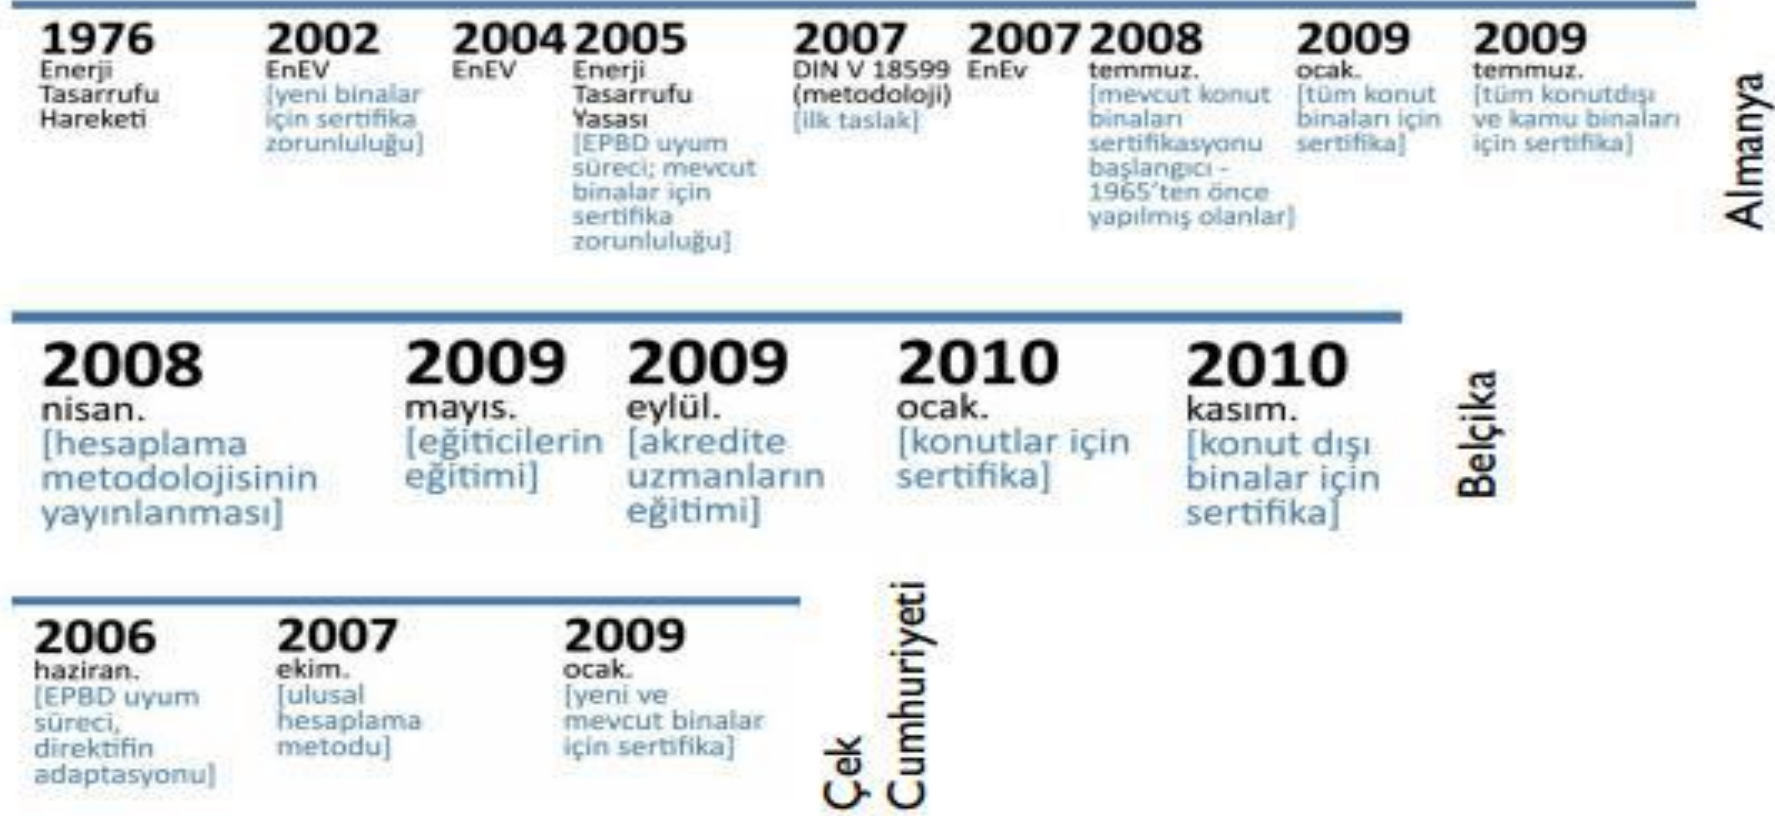 1976
Enerji
Tasarrufu
Hareketi
2002
EnEV
[yeni binalar
için sertifika
zorunluluğu]
2004
EnEV
2005
Enerji
Tasarrufu
Yasası
[EPBD uyum
süreci; mevcut
binalar için
sertifika
zorunluluğu]
2007
DIN V 18599
(metodoloji)
[ilk taslak]
2007
EnEv
2008
temmuz.
[mevcut konut
binaları
sertifikasyonu
başlangıcı -
1965'ten önce
yapılmış olanlar]
2009
ocak.
[tüm konut
binaları için
sertifika]
2009
temmuz.
[tüm konutdışı
ve kamu binaları
için sertifika]
Almanya
2008
nisan.
[hesaplama
metodolojisinin
yayınlanması]
2009
mayıs.
[eğiticilerin
eğitimi]
2009
eylül.
[akredite
uzmanların
eğitimi]
2010
ocak.
[konutlar için
sertifika]
2010
kasım.
[konut dışı
binalar için
sertifika]
Belçika
2006
haziran.
[EPBD uyum
süreci,
direktifin
adaptasyonu]
2007
ekim.
[ulusal
hesaplama
metodu]
2009
ocak.
[yeni ve
mevcut binalar
için sertifika]
Çek
Cumhuriyeti